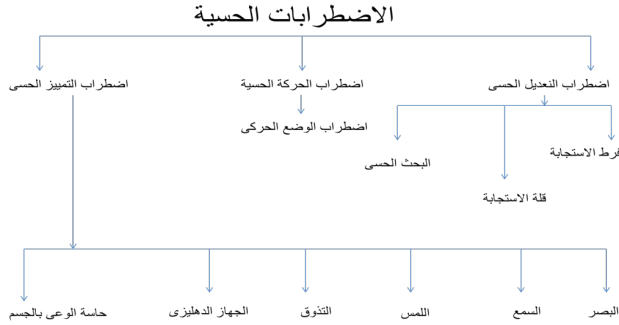 الاضطرابات الحسية
اضطراب التعديل الحسى
اضطراب الحركة الحسية
اضطراب التمييز الحسى
فرط الاستجابة
قلة الاستجابة
البحث الحسى
اضطراب الوضع الحركى
البصر
السمع
اللمس
التذوق
الجهاز الدهليزى
حاسة الوعى بالجسم